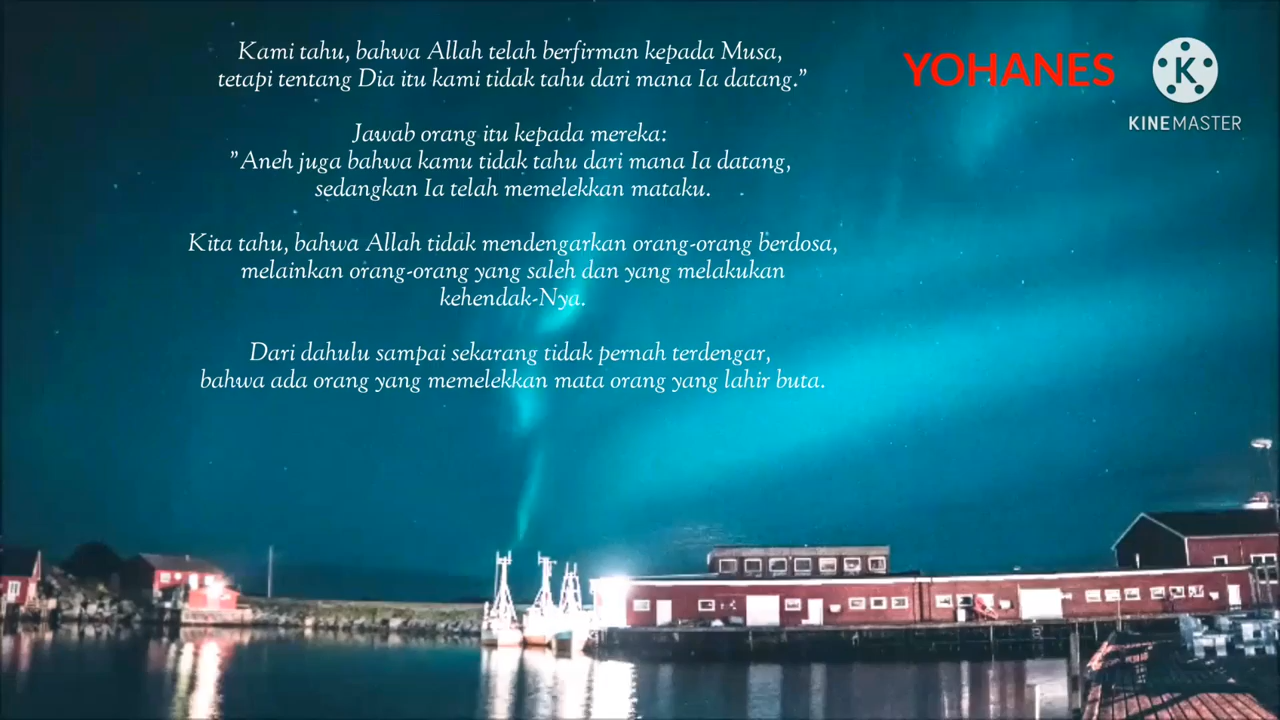 Kami tahu, bahwa Allah telah berfirman kepada Musa,
tetapi tentang Dia itu kami tidak tahu dari mana Ia datang.”
Jawab orang itu kepada mereka:
”Aneh juga bahwa kamu tidak tahu dari mana Ia datang,
sedangkan Ia telah memelekkan mataku.
Kita tahu, bahwa Allah tidak mendengarkan orang-orang berdosa,
melainkan orang-orang yang saleh dan yang melakukan
kehendak-Nya.
Dari dahulu sampai sekarang tidak pernah terdengar,
bahwa ada orang yang memelekkan mata orang yang lahir buta.
YOHANES
K
KINEMASTER